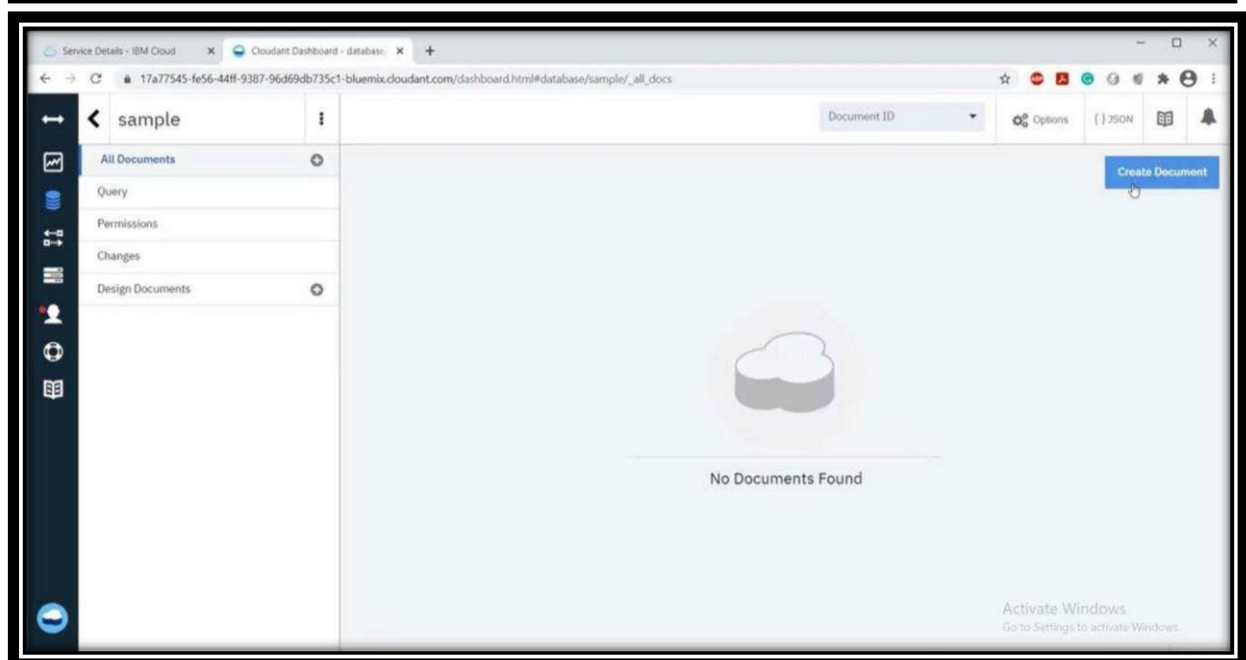 Service Details - IBM Cloud
Cloudant Dashboard - database.
17a77545-fe56-44ff-9387-96d69db735c1-bluemix.cloudant.com/dashboard.html#database/sample/_all_docs
ABP
sample
Document ID
Options
{ } JSON
All Documents
Create Document
Query
Permissions
Changes
Design Documents
No Documents Found
Activate Windows
Go to Settings to activate Windows.